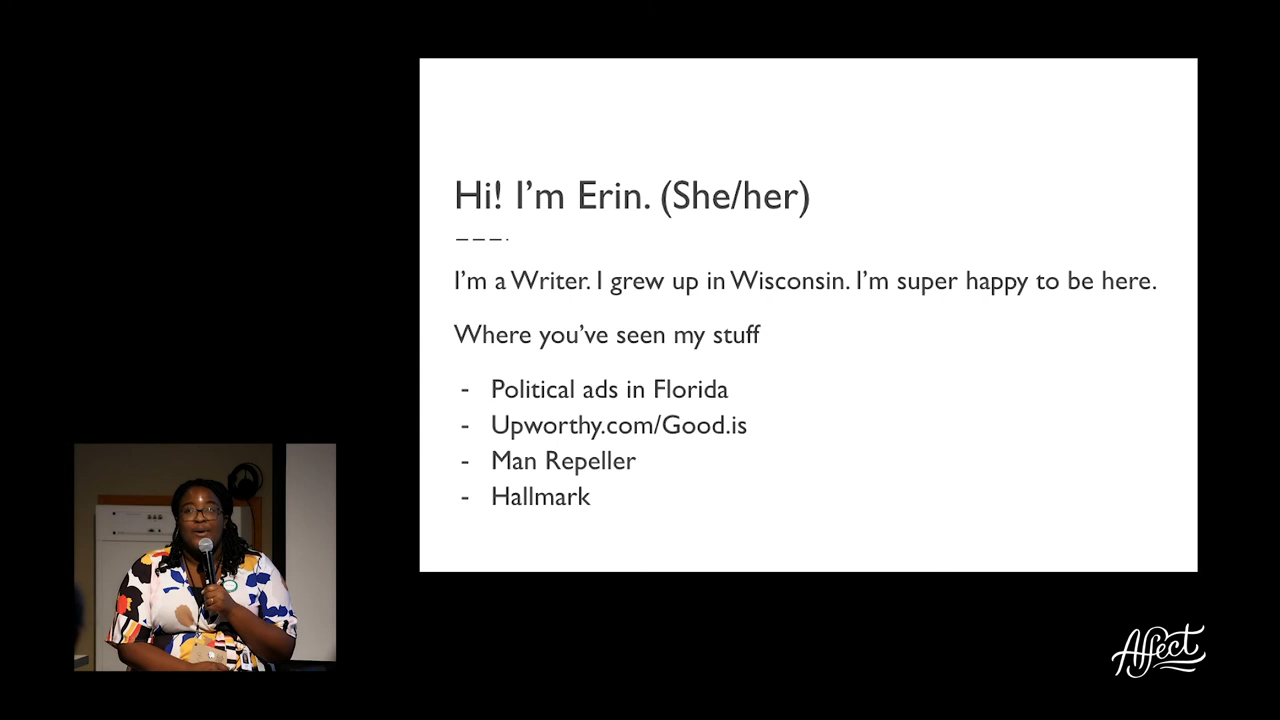 Hi! I'm Erin. (She/her)
I'm a Writer. I grew up in Wisconsin. I'm super happy to be here.
Where you've seen my stuff
- Political ads in Florida
- Upworthy.com/Good.is
- Man Repeller
- Hallmark
Affect